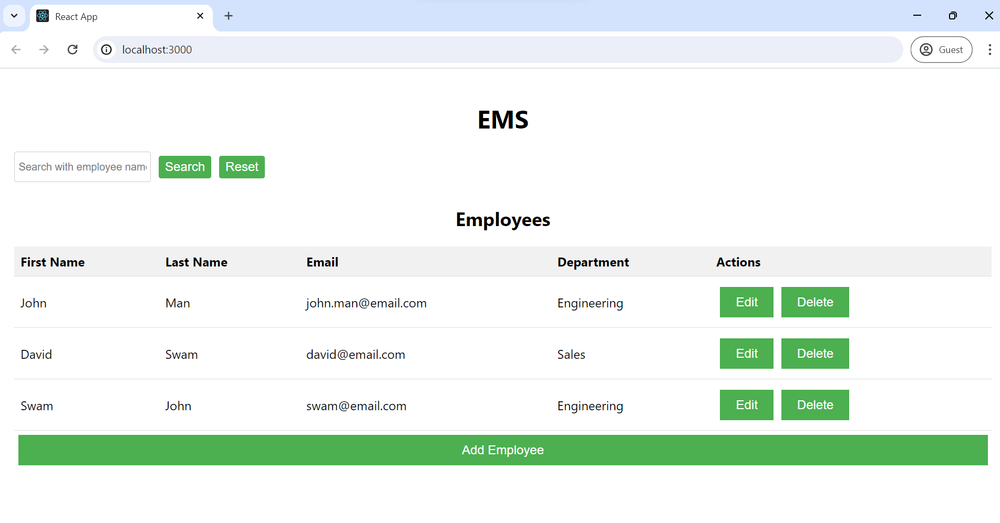 React App
localhost:3000
Guest
EMS
Search with employee nam
Search
Reset
Employees
First Name Last Name Email Department Actions
John Man john.man@email.com Engineering Edit Delete
David Swam david@email.com Sales Edit Delete
Swam John swam@email.com Engineering Edit Delete
Add Employee